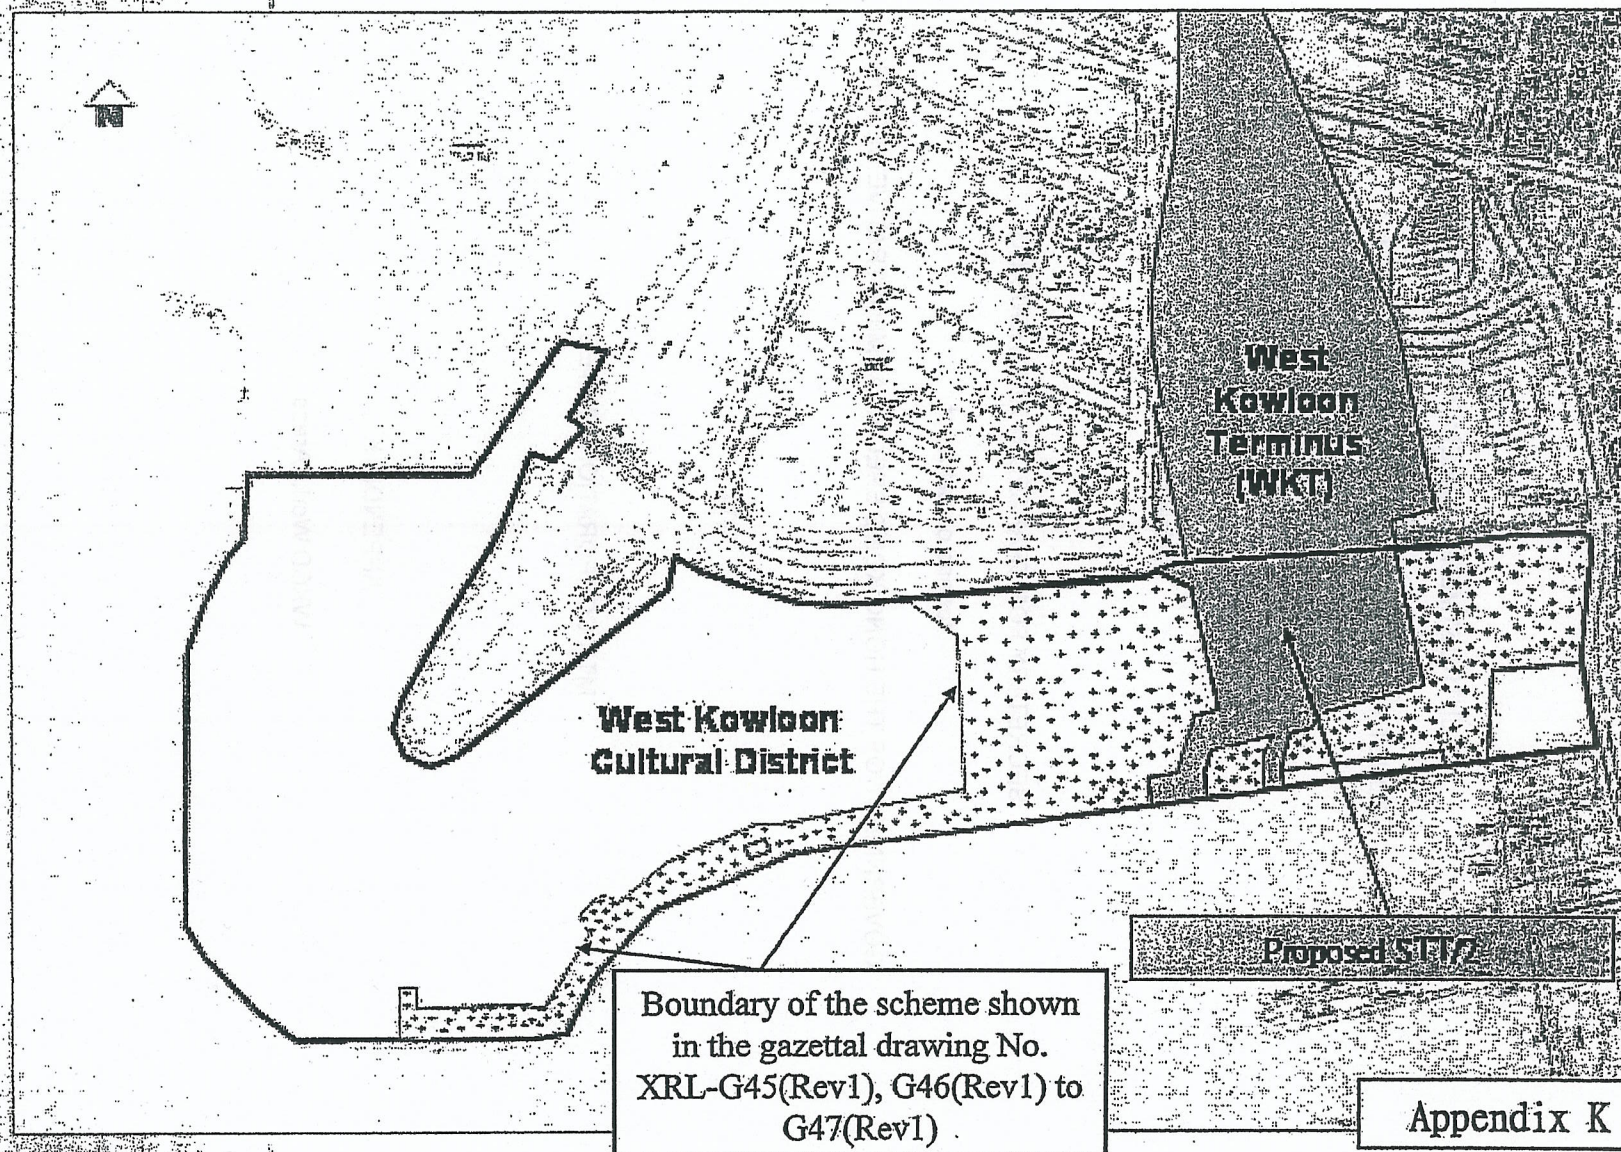 N
West
Kowloon
Terminus
(WKT)
West Kowloon
Cultural District
Proposed STT/2
Boundary of the scheme shown
in the gazettal drawing No.
XRL-G45(Rev1), G46(Rev1) to
G47(Rev1)
Appendix K